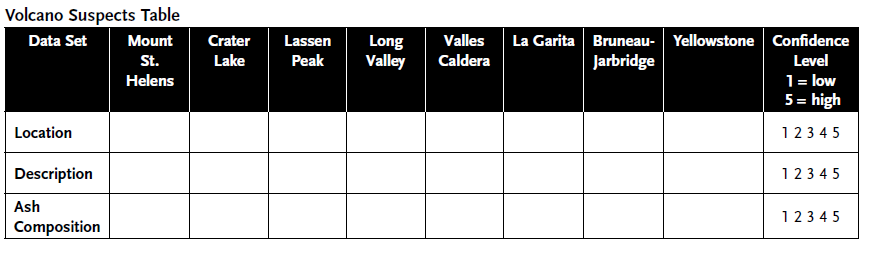 Volcano Suspects Table
Data Set
Mount
St.
Helens
Crater
Lake
Lassen
Peak
Long
Valley
Valles
Caldera
La Garita
Bruneau-
Jarbridge
Yellowstone
Confidence
Level
1 = low
5 = high
Location
1 2 3 4 5
Description
1 2 3 4 5
Ash
Composition
1 2 3 4 5